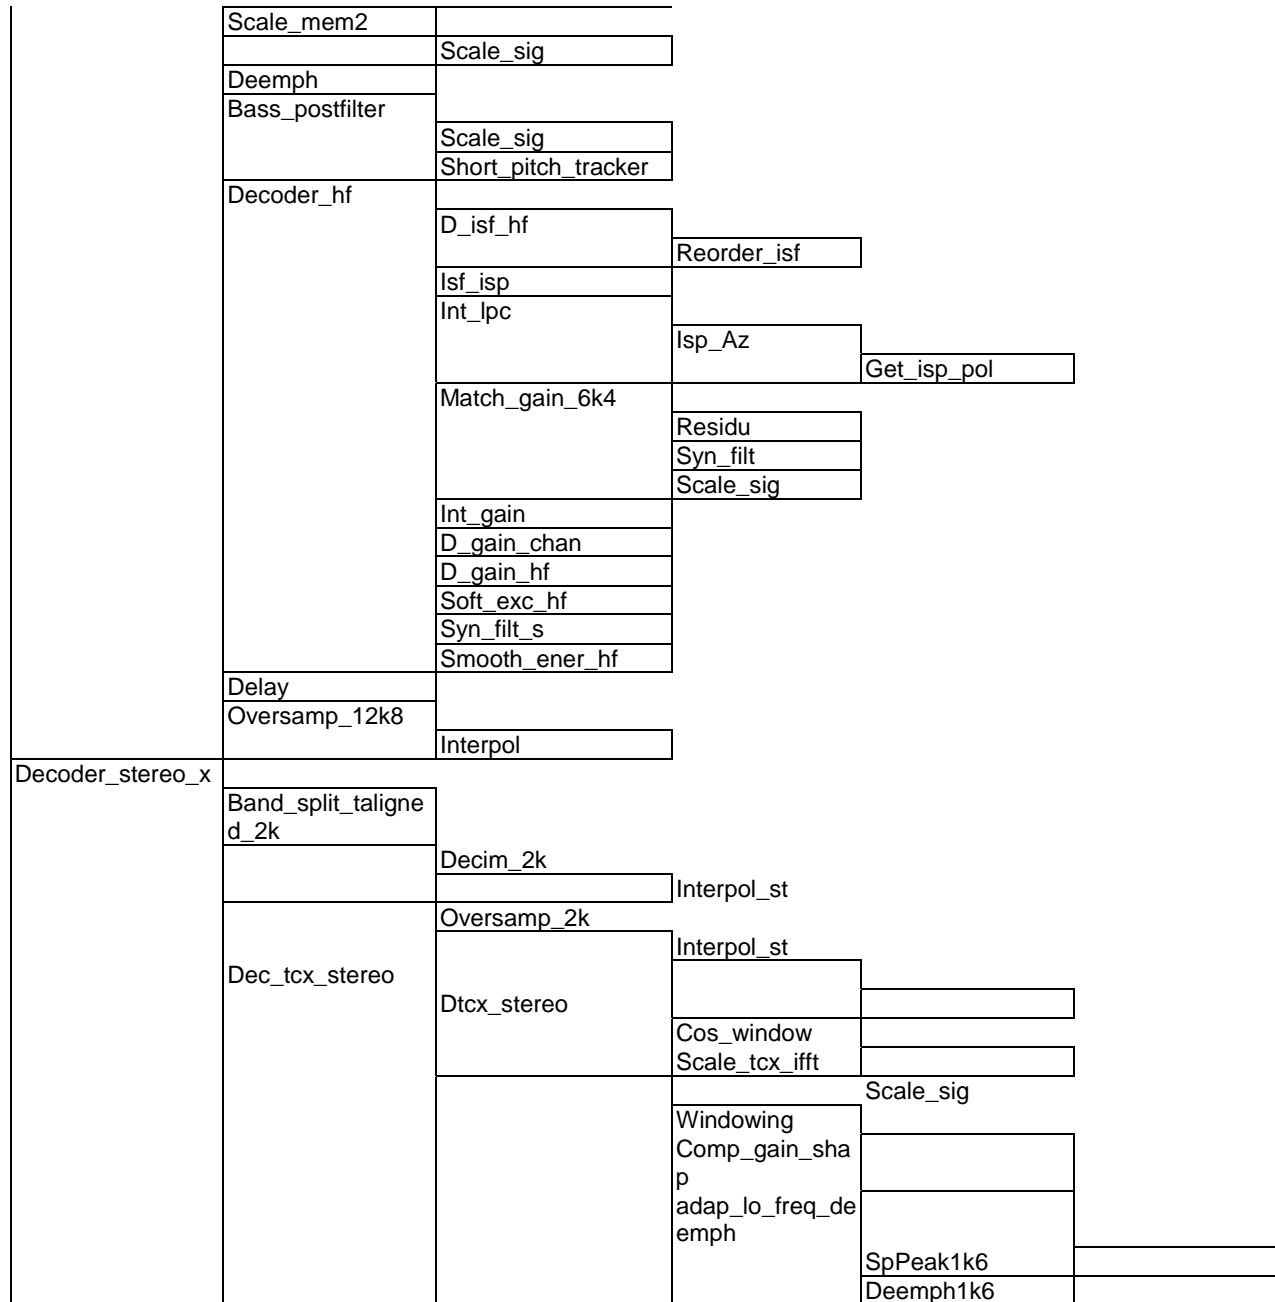 Scale_mem2
Scale_sig
Deemph
Bass_postfilter
Scale_sig
Short_pitch_tracker
Decoder_hf
D_isf_hf
Reorder_isf
Isf_isp
Int_lpc
Isp_Az
Get_isp_pol
Match_gain_6k4
Residu
Syn_filt
Scale_sig
Int_gain
D_gain_chan
D_gain_hf
Soft_exc_hf
Syn_filt_s
Smooth_ener_hf
Delay
Oversamp_12k8
Interpol
Decoder_stereo_x
Band_split_taligne
d_2k
Decim_2k
Interpol_st
Oversamp_2k
Interpol_st
Dec_tcx_stereo
Dtcx_stereo
Cos_window
Scale_tcx_ifft
Scale_sig
Windowing
Comp_gain_sha
p
adap_lo_freq_de
emph
SpPeak1k6
Deemph1k6